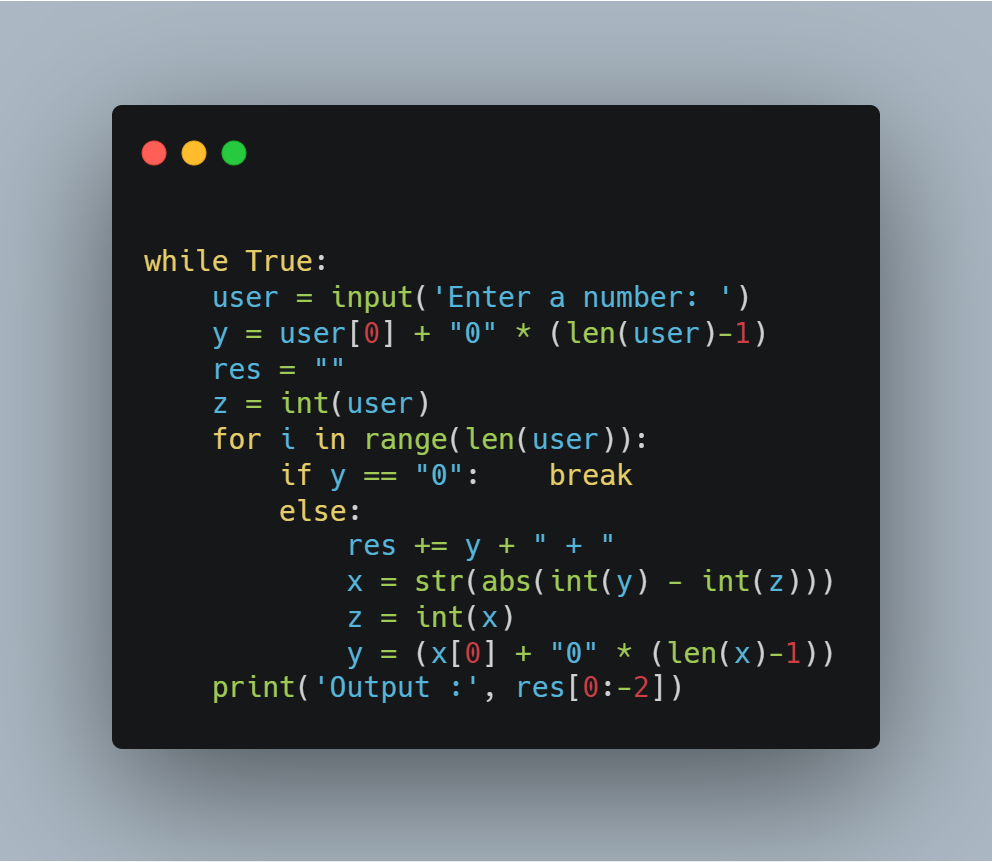 while True:
    user = input('Enter a number: ')
    y = user[0] + "0" * (len(user)-1)
    res = ""
    z = int(user)
    for i in range(len(user)):
        if y == "0":    break
        else:
            res += y + " + "
            x = str(abs(int(y) - int(z)))
            z = int(x)
            y = (x[0] + "0" * (len(x)-1))
    print('Output :', res[0:-2])